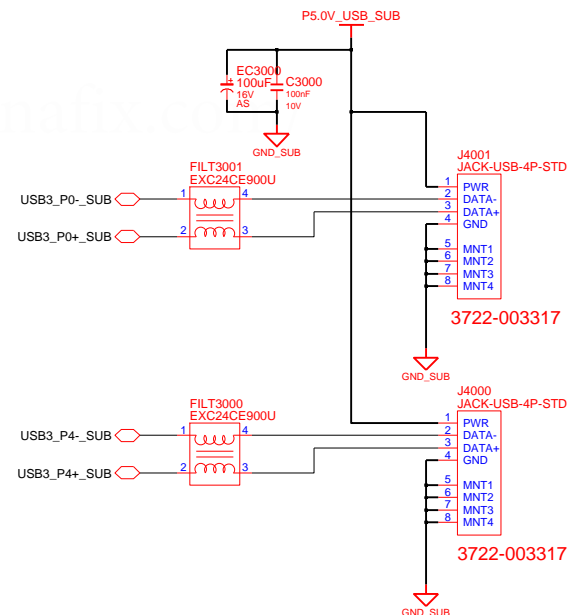 P5.0V_USB_SUB
EC3000
100uF
16V
AS
C3000
100nF
10V
GND_SUB
nafix.co
FILT3001
EXC24CE900U
USB3_P0-_SUB
1
4
USB3_P0+_SUB
2
3
J4001
JACK-USB-4P-STD
1 PWR
2 DATA-
3 DATA+
4 GND
5 MNT1
6 MNT2
7 MNT3
8 MNT4
3722-003317
GND_SUB
FILT3000
EXC24CE900U
USB3_P4-_SUB
1
4
USB3_P4+_SUB
2
3
J4000
JACK-USB-4P-STD
1 PWR
2 DATA-
3 DATA+
4 GND
5 MNT1
6 MNT2
7 MNT3
8 MNT4
3722-003317
GND_SUB